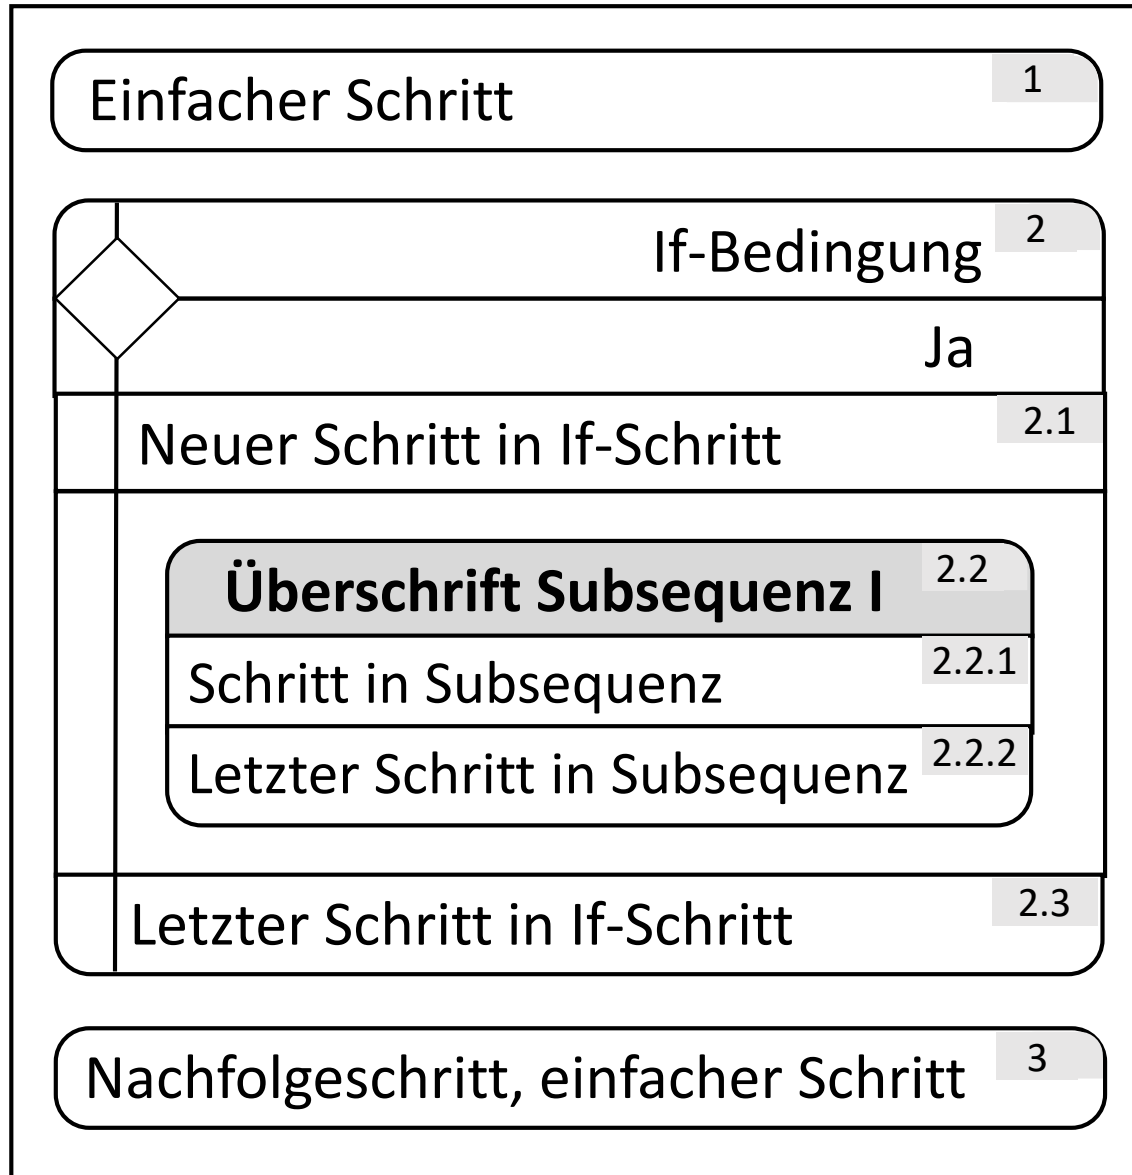 Einfacher Schritt 1
If-Bedingung 2
Ja
Neuer Schritt in If-Schritt 2.1
Überschrift Subsequenz I 2.2
Schritt in Subsequenz 2.2.1
Letzter Schritt in Subsequenz 2.2.2
Letzter Schritt in If-Schritt 2.3
Nachfolgeschritt, einfacher Schritt 3